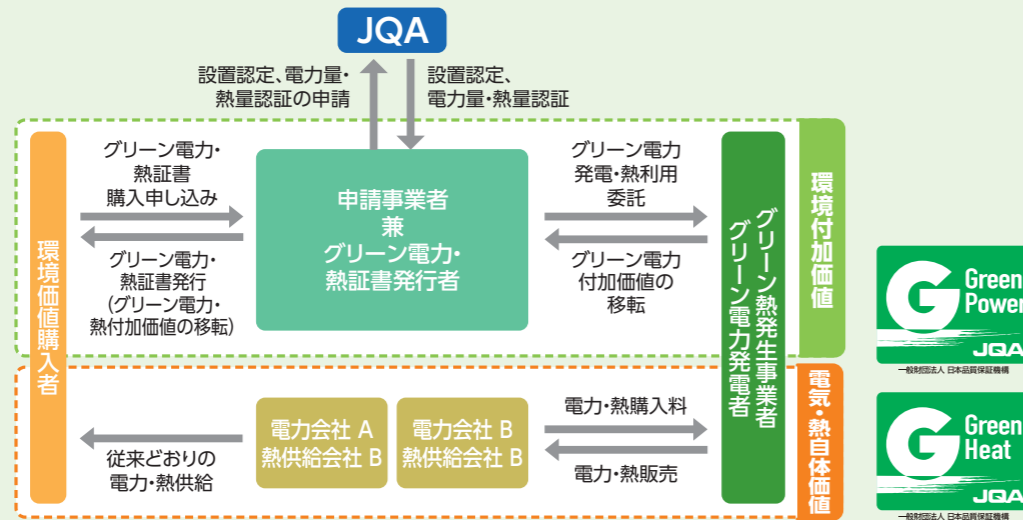 JQA
設置認定、電力量・
熱量認証の申請
設置認定、
電力量・熱量認証
環境価値購入者
グリーン電力・
熱証書
購入申し込み
グリーン電力・
熱証書発行
(グリーン電力・
熱付加価値の移転)
申請事業者
兼
グリーン電力・
熱証書発行者
グリーン電力
発電・熱利用
委託
グリーン電力
付加価値の
移転
グリーン熱発生事業者
グリーン電力発電者
環境付加価値
従来どおりの
電力・熱供給
電力会社 A
熱供給会社 B
電力会社 B
熱供給会社 B
電力・熱購入料
電力・熱販売
電気・熱自体価値
G Green
Power
JQA
一般財団法人 日本品質保証機構
G Green
Heat
JQA
一般財団法人 日本品質保証機構